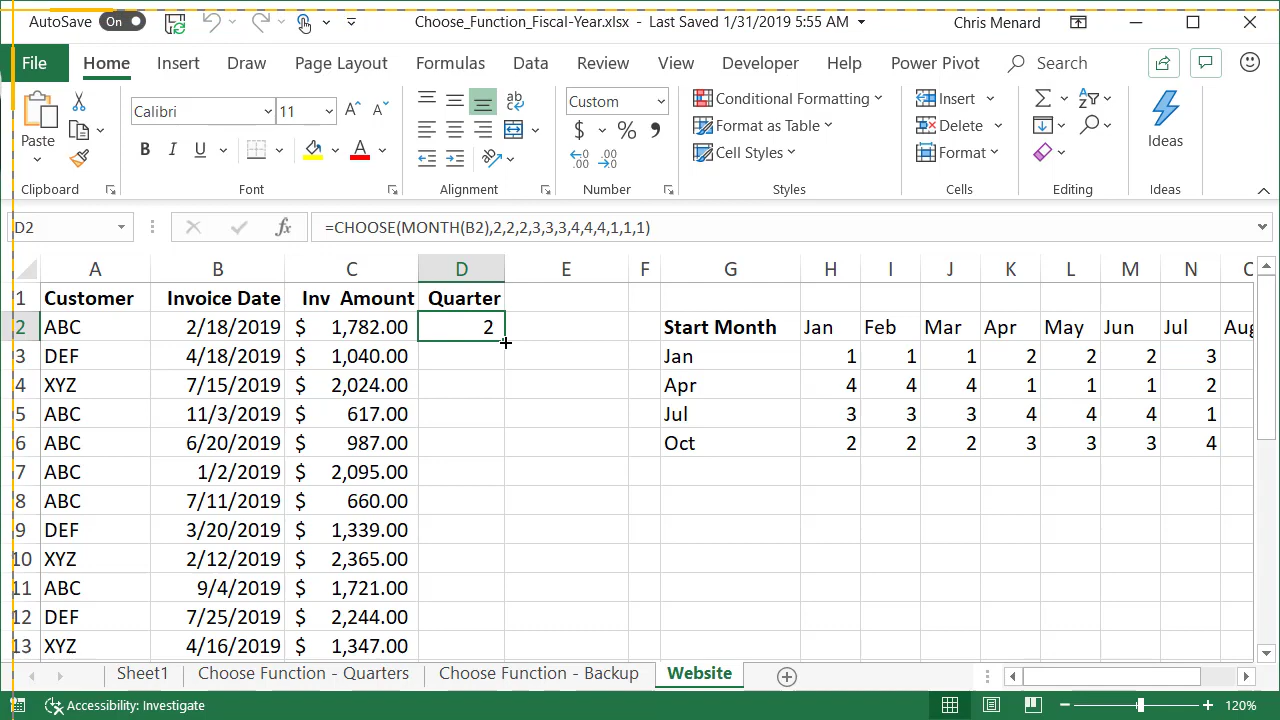 AutoSave On Choose_Function_Fiscal-Year.xlsx - Last Saved 1/31/2019 5:55 AM Chris Menard
File Home Insert Draw Page Layout Formulas Data Review View Developer Help Power Pivot Search
Paste
Calibri 11
B I U A
Custom
$ % ,
Conditional Formatting
Format as Table
Cell Styles
Insert
Delete
Format
Ideas
Clipboard Font Alignment Number Styles Cells Editing Ideas
D2 fx =CHOOSE(MONTH(B2),2,2,2,3,3,3,4,4,4,1,1,1)
A B C D E F G H I J K L M N C
1 Customer Invoice Date Inv Amount Quarter
2 ABC 2/18/2019 $ 1,782.00 2 Start Month Jan Feb Mar Apr May Jun Jul Aug
3 DEF 4/18/2019 $ 1,040.00 Jan 1 1 1 2 2 2 3
4 XYZ 7/15/2019 $ 2,024.00 Apr 4 4 4 1 1 1 2
5 ABC 11/3/2019 $ 617.00 Jul 3 3 3 4 4 4 1
6 ABC 6/20/2019 $ 987.00 Oct 2 2 2 3 3 3 4
7 ABC 1/2/2019 $ 2,095.00
8 ABC 7/11/2019 $ 660.00
9 DEF 3/20/2019 $ 1,339.00
10 XYZ 2/12/2019 $ 2,365.00
11 ABC 9/4/2019 $ 1,721.00
12 DEF 7/25/2019 $ 2,244.00
13 XYZ 4/16/2019 $ 1,347.00
Sheet1 Choose Function - Quarters Choose Function - Backup Website
Accessibility: Investigate 120%